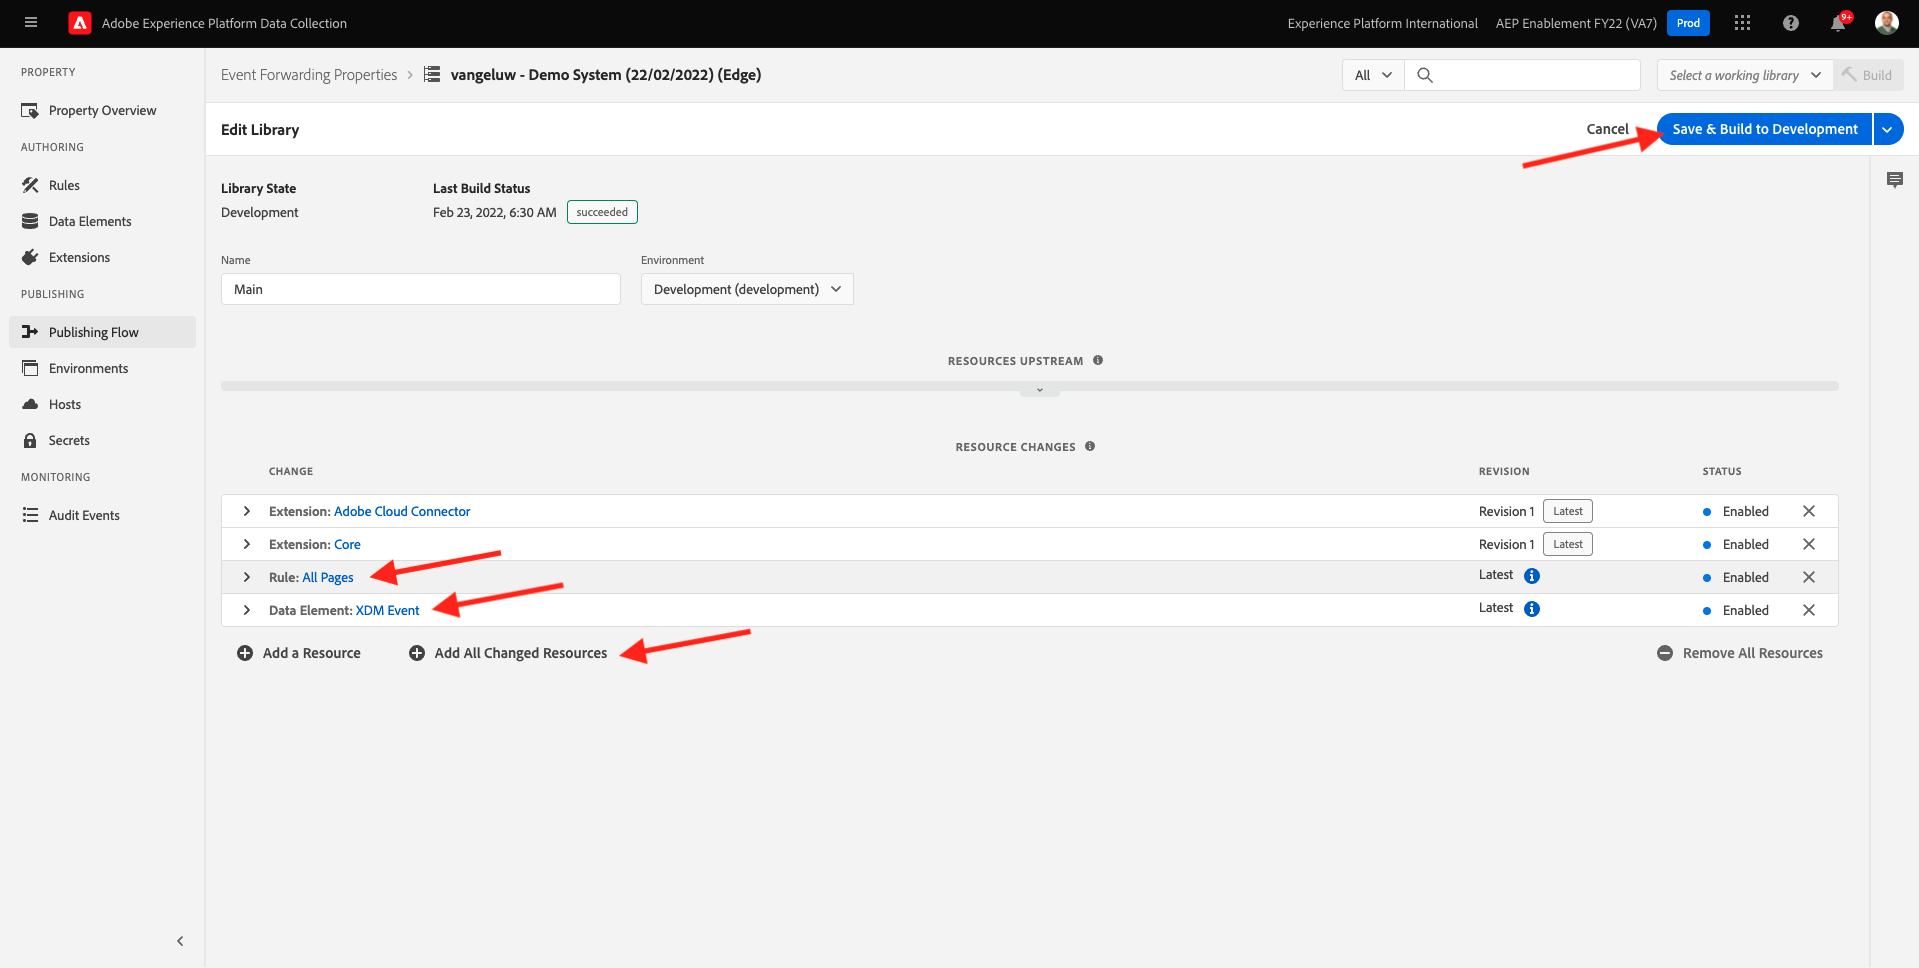 Adobe Experience Platform Data Collection
Experience Platform International
AEP Enablement FY22 (VA7)
Prod
9+
PROPERTY
Property Overview
AUTHORING
Rules
Data Elements
Extensions
PUBLISHING
Publishing Flow
Environments
Hosts
Secrets
MONITORING
Audit Events
Event Forwarding Properties
vangeluw - Demo System (22/02/2022) (Edge)
All
Select a working library
Build
Edit Library
Cancel
Save & Build to Development
Library State
Development
Last Build Status
Feb 23, 2022, 6:30 AM
succeeded
Name
Main
Environment
Development (development)
RESOURCES UPSTREAM
RESOURCE CHANGES
CHANGE REVISION STATUS
Extension: Adobe Cloud Connector Revision 1 Latest Enabled
Extension: Core Revision 1 Latest Enabled
Rule: All Pages Latest Enabled
Data Element: XDM Event Latest Enabled
Add a Resource
Add All Changed Resources
Remove All Resources